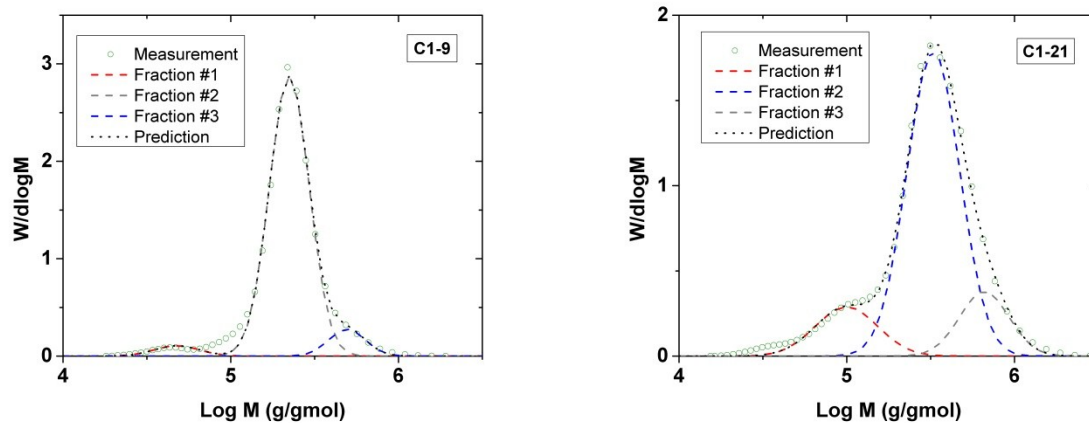 C1-9
Measurement
Fraction #1
Fraction #2
Fraction #3
Prediction
3
2
1
0
W/dlogM
4
5
6
Log M (g/gmol)
C1-21
Measurement
Fraction #1
Fraction #2
Fraction #3
Prediction
2
1
0
W/dlogM
4
5
6
Log M (g/gmol)